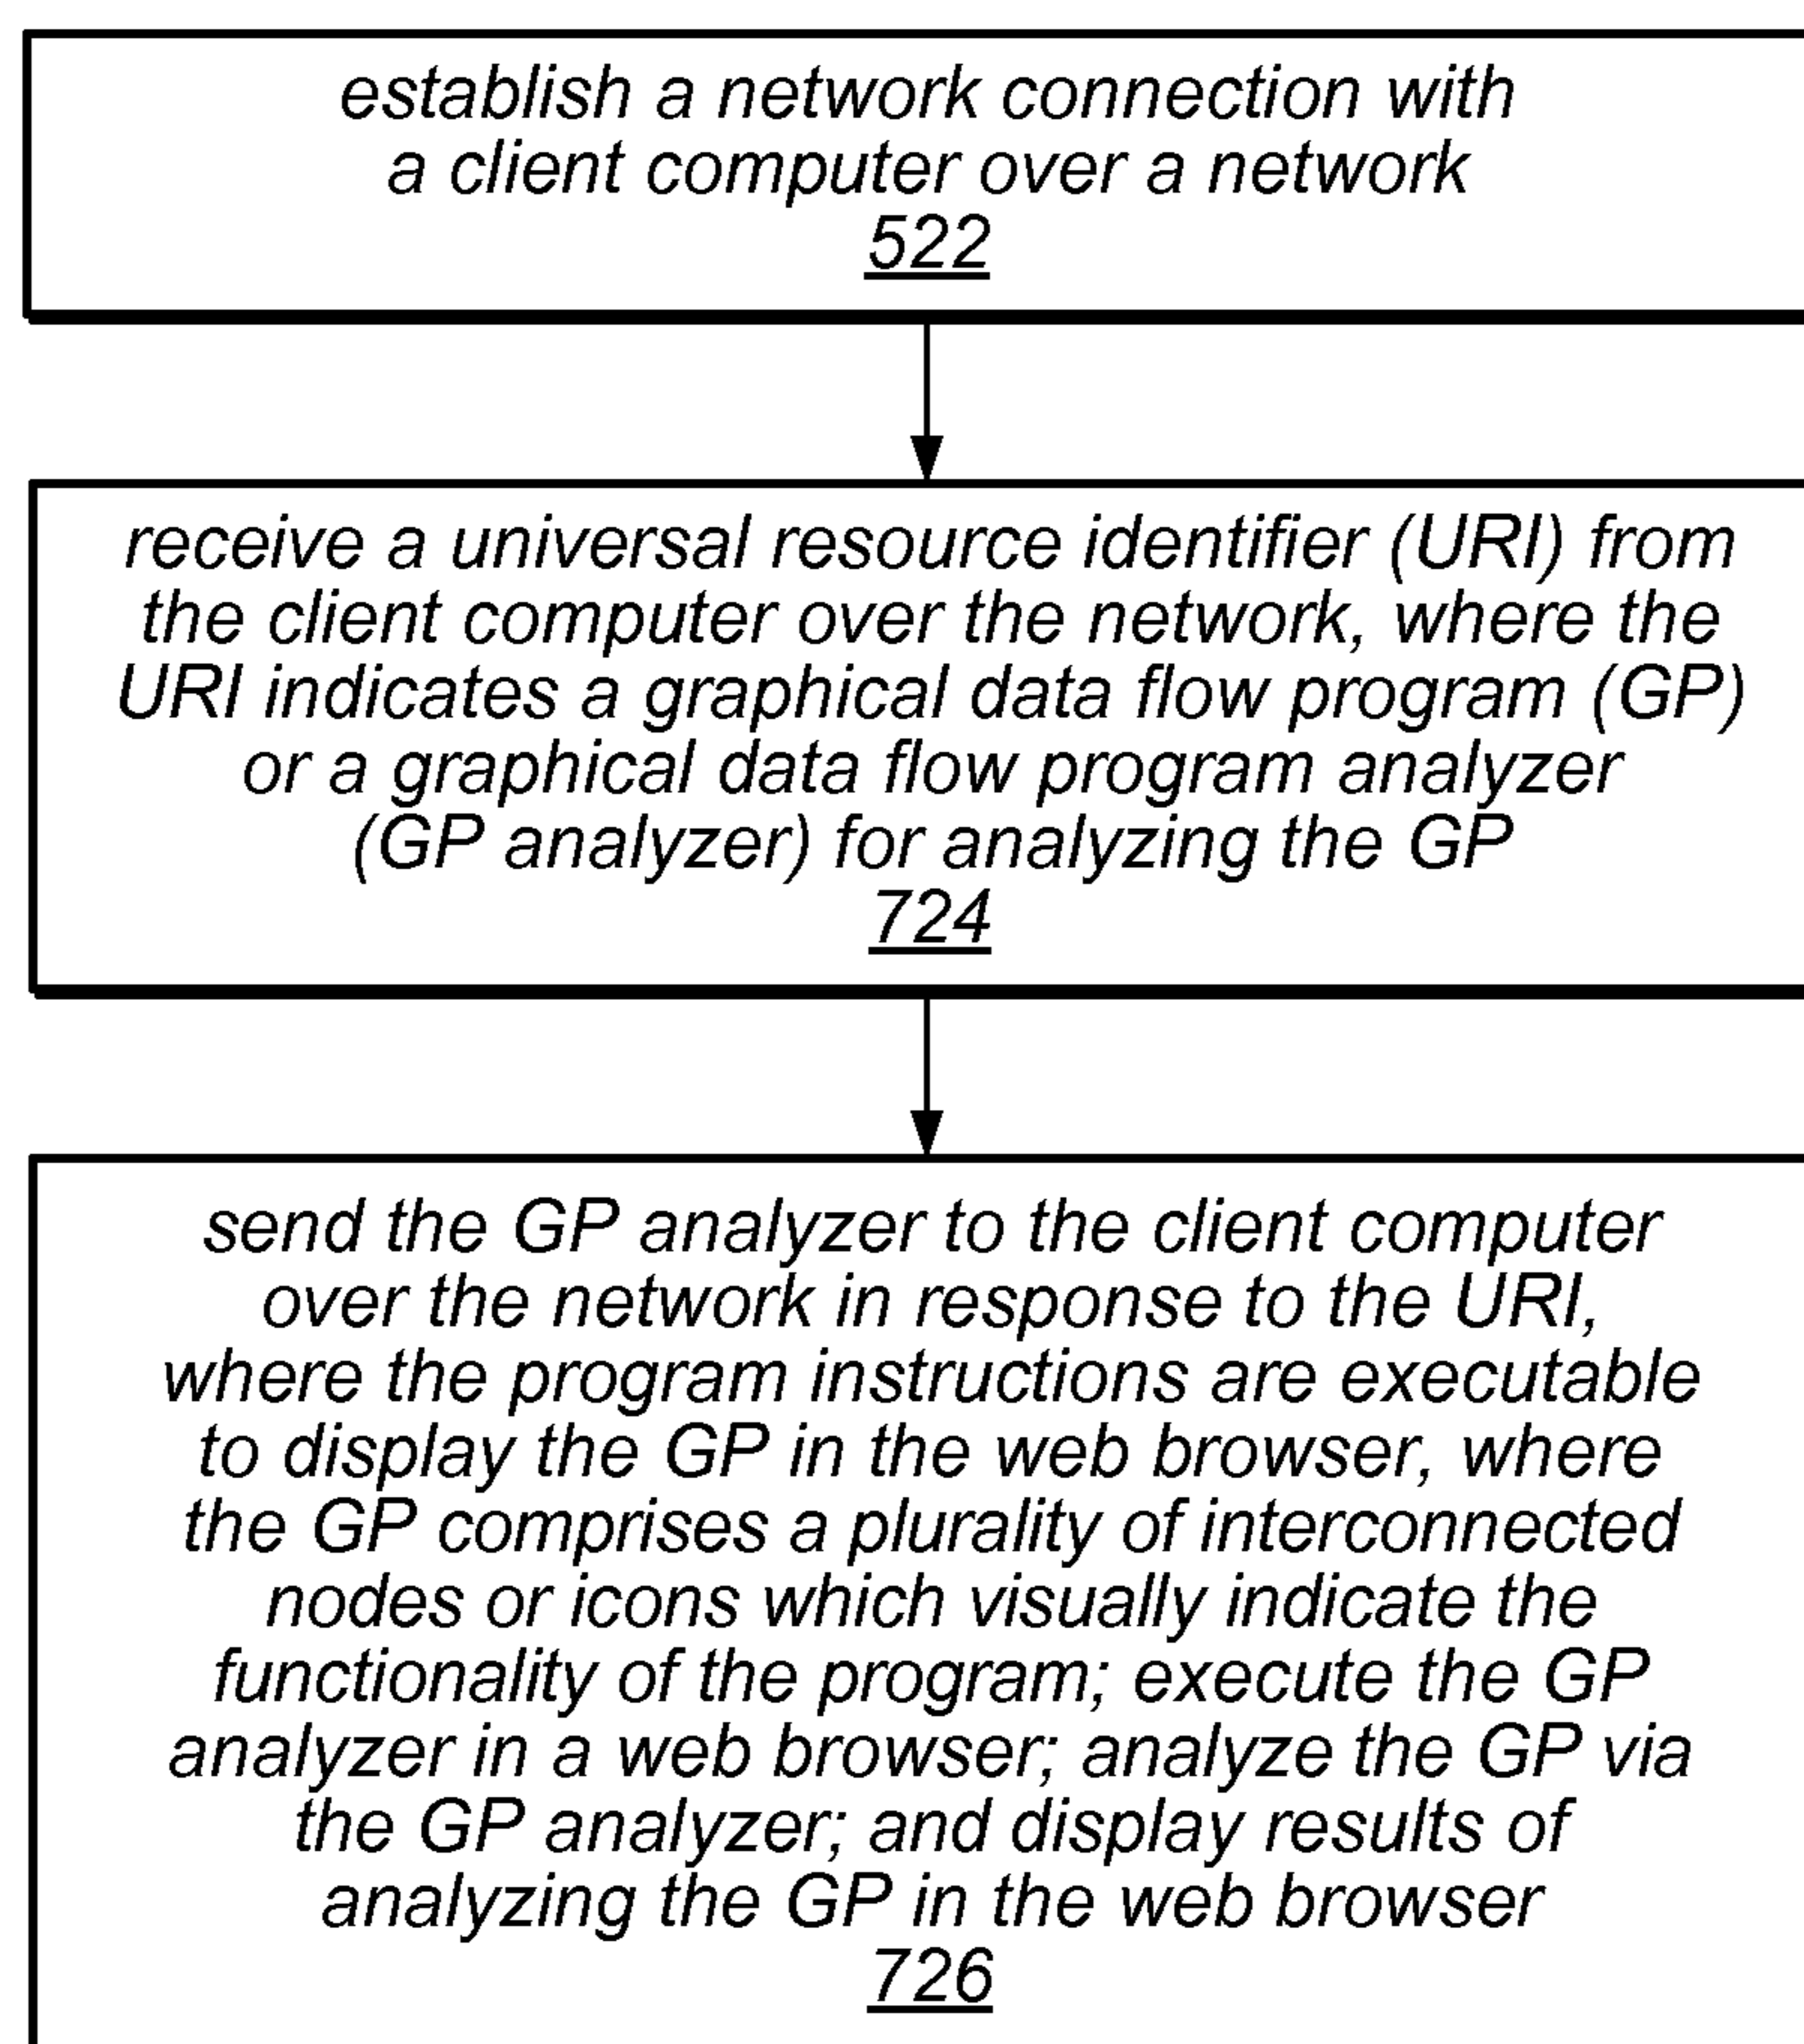 establish a network connection with
a client computer over a network
522
receive a universal resource identifier (URI) from
the client computer over the network, where the
URI indicates a graphical data flow program (GP)
or a graphical data flow program analyzer
(GP analyzer) for analyzing the GP
724
send the GP analyzer to the client computer
over the network in response to the URI,
where the program instructions are executable
to display the GP in the web browser, where
the GP comprises a plurality of interconnected
nodes or icons which visually indicate the
functionality of the program; execute the GP
analyzer in a web browser; analyze the GP via
the GP analyzer; and display results of
analyzing the GP in the web browser
726